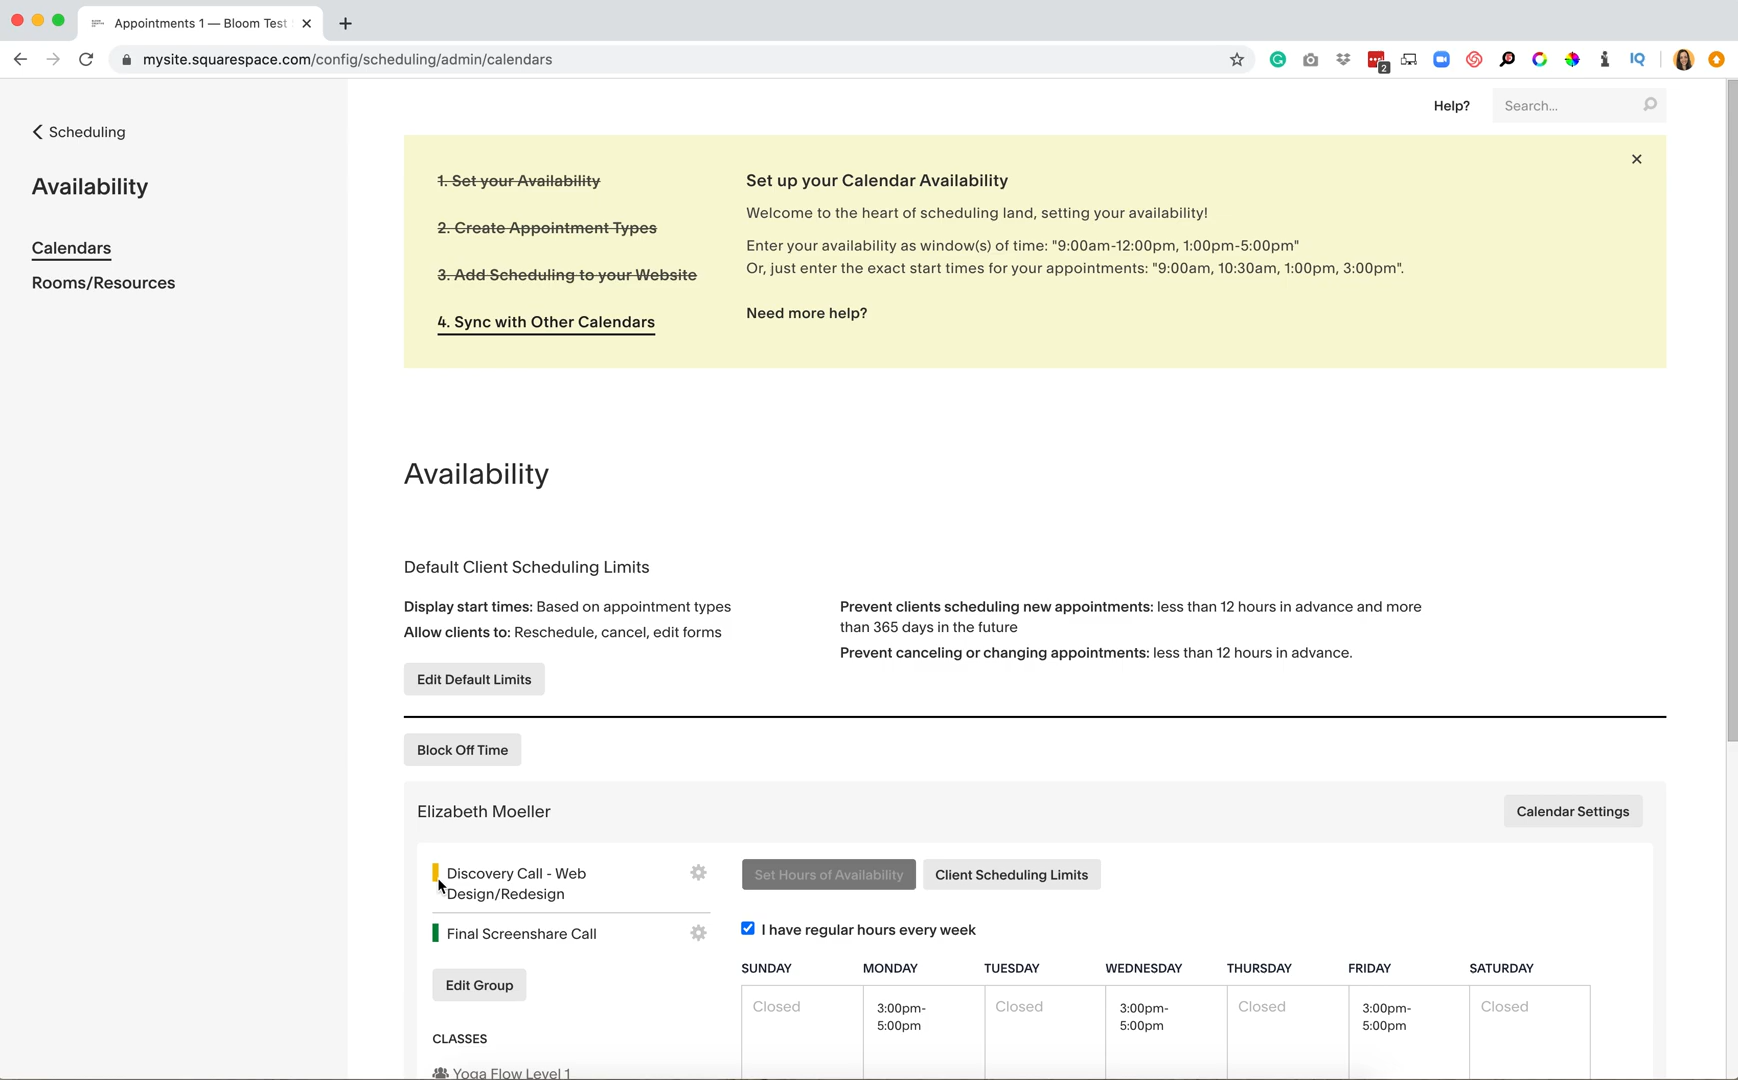 Appointments 1 — Bloom Test
mysite.squarespace.com/config/scheduling/admin/calendars
2
IQ
Scheduling
Availability
Calendars
Rooms/Resources
Help?
Search...
1. Set your Availability
2. Create Appointment Types
3. Add Scheduling to your Website
4. Sync with Other Calendars
Set up your Calendar Availability
Welcome to the heart of scheduling land, setting your availability!
Enter your availability as window(s) of time: "9:00am-12:00pm, 1:00pm-5:00pm"
Or, just enter the exact start times for your appointments: "9:00am, 10:30am, 1:00pm, 3:00pm".
Need more help?
Availability
Default Client Scheduling Limits
Display start times: Based on appointment types
Allow clients to: Reschedule, cancel, edit forms
Prevent clients scheduling new appointments: less than 12 hours in advance and more
than 365 days in the future
Prevent canceling or changing appointments: less than 12 hours in advance.
Edit Default Limits
Block Off Time
Elizabeth Moeller
Calendar Settings
Discovery Call - Web
Design/Redesign
Final Screenshare Call
Edit Group
CLASSES
Yoga Flow Level 1
Set Hours of Availability
Client Scheduling Limits
I have regular hours every week
SUNDAY MONDAY TUESDAY WEDNESDAY THURSDAY FRIDAY SATURDAY
Closed 3:00pm- Closed 3:00pm- Closed 3:00pm- Closed
5:00pm 5:00pm 5:00pm